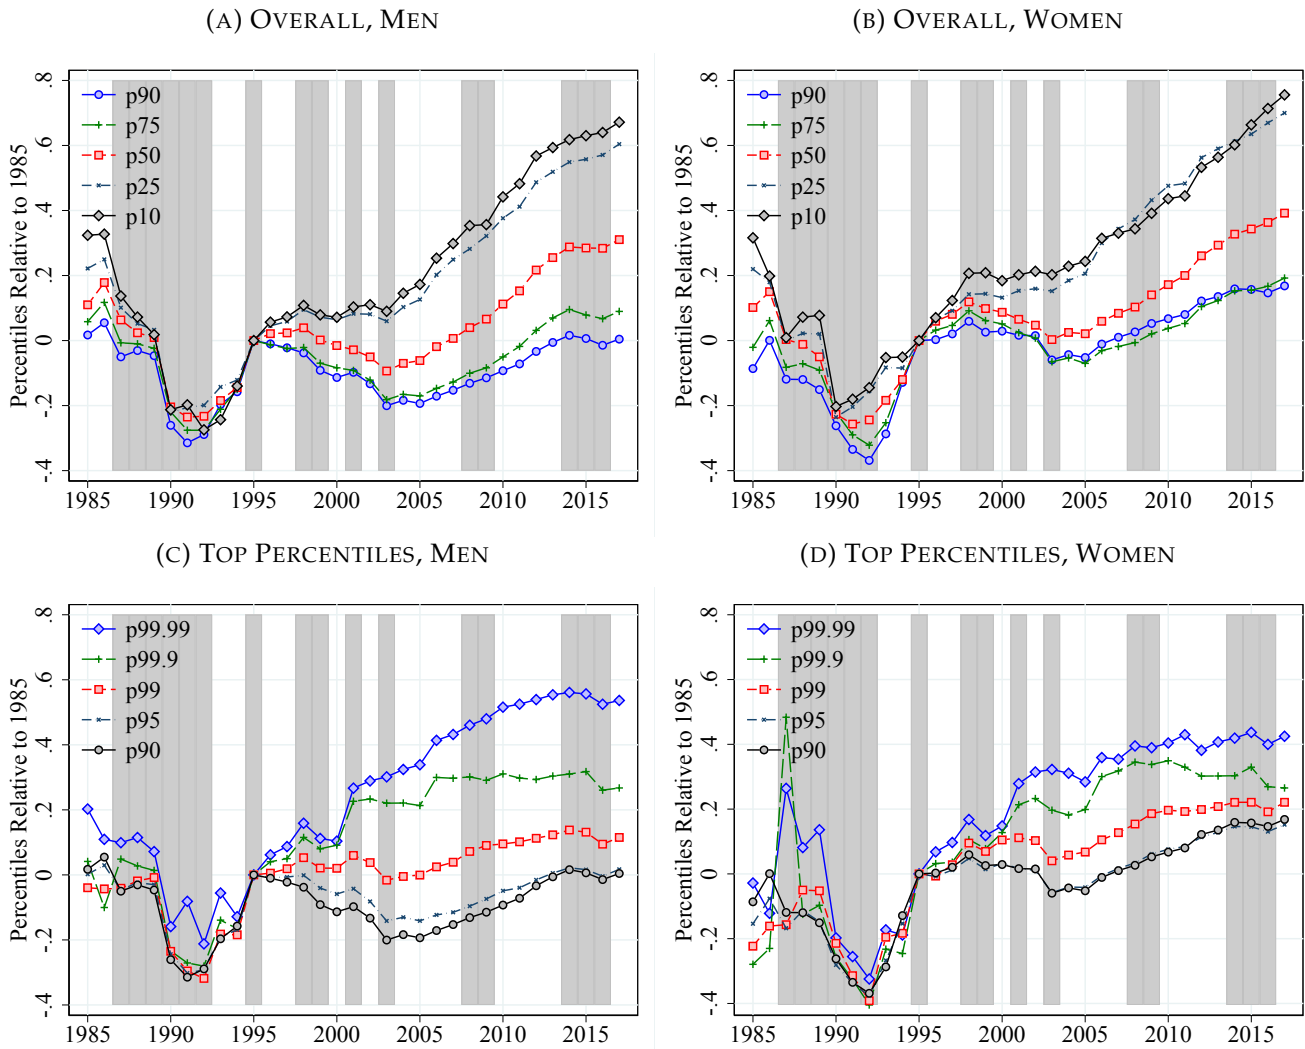 (A) OVERALL, MEN
Percentiles Relative to 1985
.8
.6
.4
.2
0
-.2
-.4
p90
p75
p50
p25
p10
1985 1990 1995 2000 2005 2010 2015
(B) OVERALL, WOMEN
Percentiles Relative to 1985
.8
.6
.4
.2
0
-.2
-.4
p90
p75
p50
p25
p10
1985 1990 1995 2000 2005 2010 2015
(C) TOP PERCENTILES, MEN
Percentiles Relative to 1985
.8
.6
.4
.2
0
-.2
-.4
p99.99
p99.9
p99
p95
p90
1985 1990 1995 2000 2005 2010 2015
(D) TOP PERCENTILES, WOMEN
Percentiles Relative to 1985
.8
.6
.4
.2
0
-.2
-.4
p99.99
p99.9
p99
p95
p90
1985 1990 1995 2000 2005 2010 2015